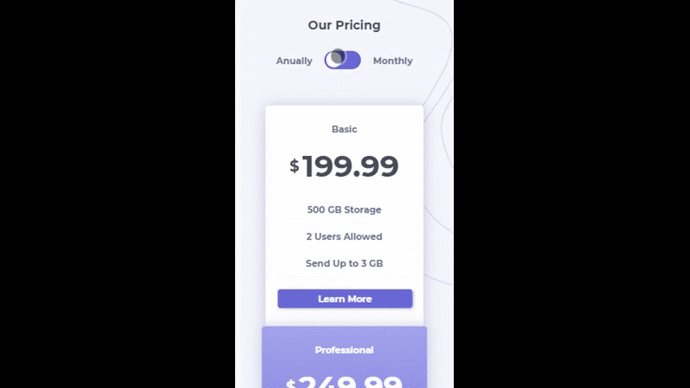 Our Pricing
Anually Monthly
Basic
$199.99
500 GB Storage
2 Users Allowed
Send Up to 3 GB
Learn More
Professional
$249.99